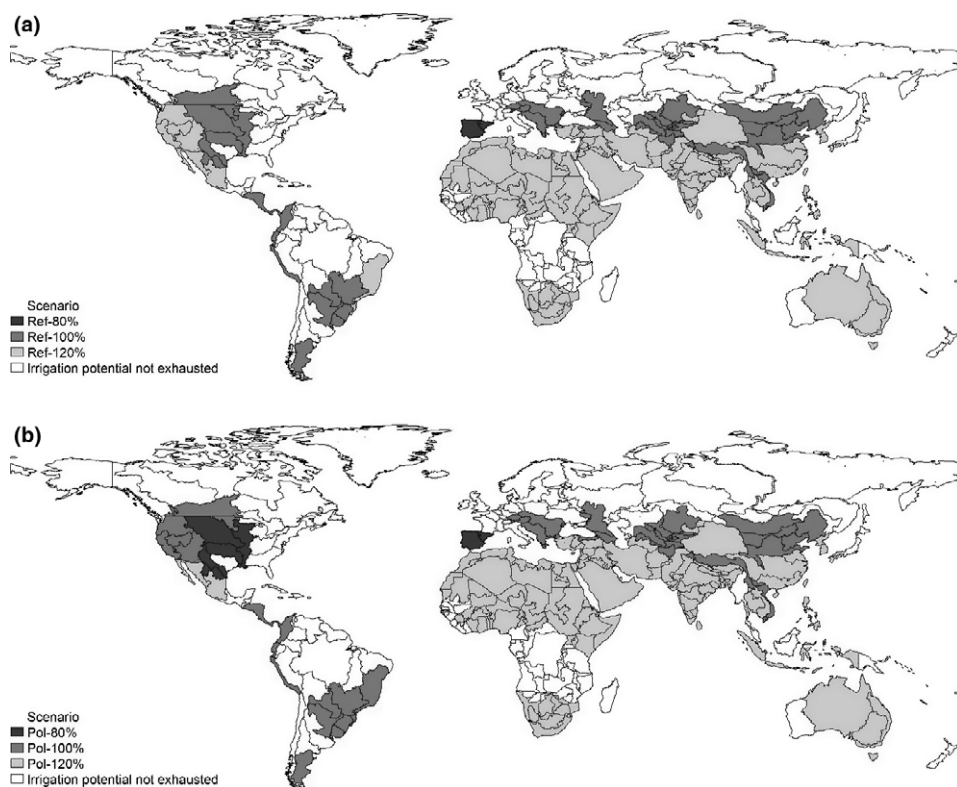 (a)
Scenario
Ref-80%
Ref-100%
Ref-120%
Irrigation potential not exhausted
(b)
Scenario
Pol-80%
Pol-100%
Pol-120%
Irrigation potential not exhausted